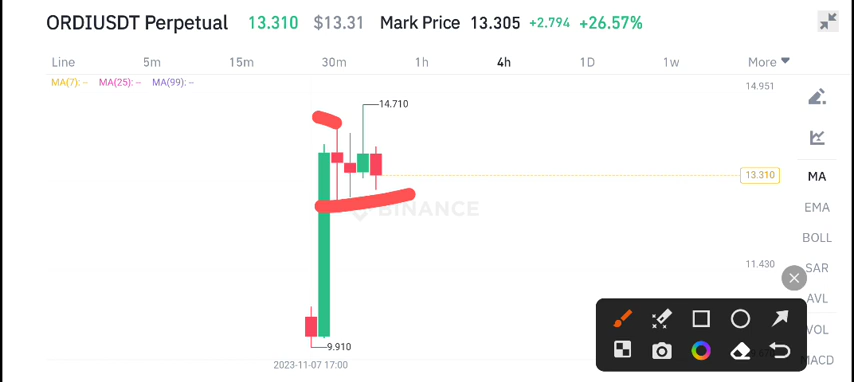 ORDIUSDT Perpetual 13.310 $13.31 Mark Price 13.305 +2.794 +26.57%
Line 5m 15m 30m 1h 4h 1D 1w More
MA(7): -- MA(25): -- MA(99): --
14.951
14.710
13.310
MA
EMA
BINANCE
BOLL
11.430
SAR
AVL
VOL
9.910
MACD
2023-11-07 17:00